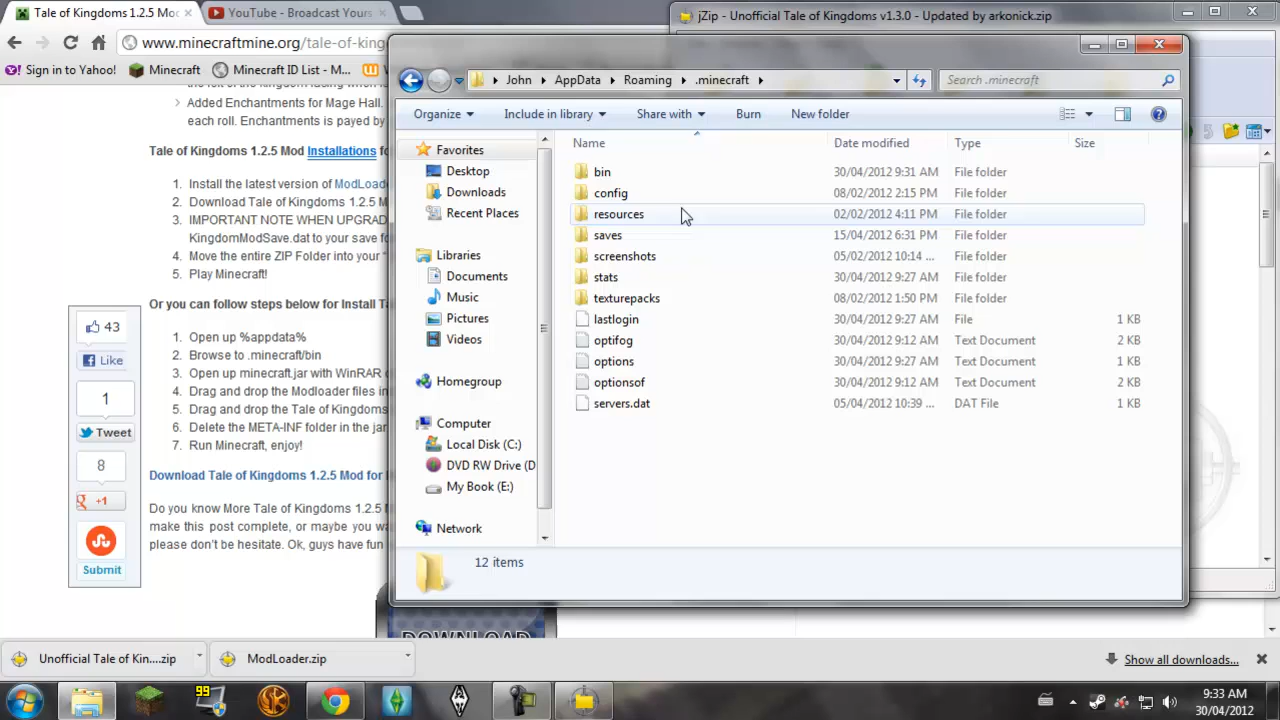 Tale of Kingdoms 1.2.5 Mod
YouTube - Broadcast Yours
jZip - Unofficial Tale of Kingdoms v1.3.0 - Updated by arkonick.zip
www.minecraftmine.org/tale-of-king
Sign in to Yahoo!
Minecraft
Minecraft ID List - M...
John
AppData
Roaming
.minecraft
Search .minecraft
Organize
Include in library
Share with
Burn
New folder
Added Enchantments for Mage Hall.
each roll. Enchantments is payed by
Tale of Kingdoms 1.2.5 Mod Installations fo
1. Install the latest version of ModLoade
2. Download Tale of Kingdoms 1.2.5 M
3. IMPORTANT NOTE WHEN UPGRAD
KingdomModSave.dat to your save fo
4. Move the entire ZIP Folder into your "
5. Play Minecraft!
Or you can follow steps below for Install Ta
1. Open up %appdata%
2. Browse to .minecraft/bin
3. Open up minecraft.jar with WinRAR o
4. Drag and drop the Modloader files in
5. Drag and drop the Tale of Kingdoms
6. Delete the META-INF folder in the jar
7. Run Minecraft, enjoy!
Download Tale of Kingdoms 1.2.5 Mod for
Do you know More Tale of Kingdoms 1.2.5
make this post complete, or maybe you wa
please don't be hesitate. Ok, guys have fun
43
Like
1
Tweet
8
+1
Submit
Favorites
Desktop
Downloads
Recent Places
Libraries
Documents
Music
Pictures
Videos
Homegroup
Computer
Local Disk (C:)
DVD RW Drive (D
My Book (E:)
Network
Name Date modified Type Size
bin 30/04/2012 9:31 AM File folder
config 08/02/2012 2:15 PM File folder
resources 02/02/2012 4:11 PM File folder
saves 15/04/2012 6:31 PM File folder
screenshots 05/02/2012 10:14 ... File folder
stats 30/04/2012 9:27 AM File folder
texturepacks 08/02/2012 1:50 PM File folder
lastlogin 30/04/2012 9:27 AM File 1 KB
optifog 30/04/2012 9:12 AM Text Document 2 KB
options 30/04/2012 9:27 AM Text Document 1 KB
optionsof 30/04/2012 9:12 AM Text Document 2 KB
servers.dat 05/04/2012 10:39 ... DAT File 1 KB
12 items
DOWNLOAD
Unofficial Tale of Kin....zip
ModLoader.zip
Show all downloads...
99
9:33 AM
30/04/2012